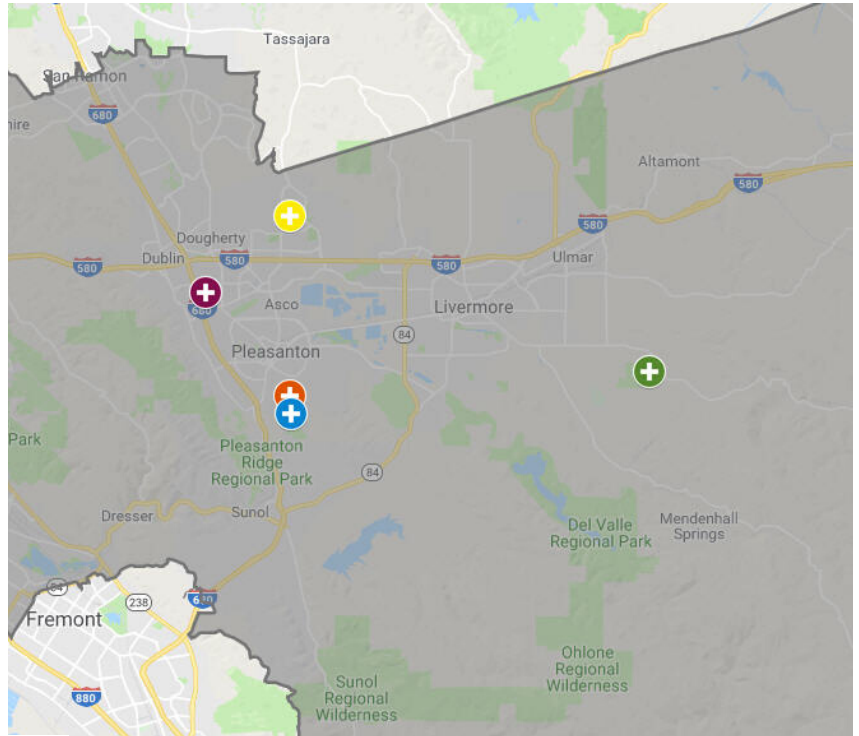 Tassajara
San Ramon
680
hire
Altamont
580
Dougherty
580
Dublin
580
580
Ulmar
680
Asco
Livermore
84
Pleasanton
Park
Pleasanton
Ridge
Regional Park
84
Dresser
Sunol
Del Valle
Regional Park
Mendenhall
Springs
84
238
680
Fremont
880
Sunol
Regional
Wilderness
Ohlone
Regional
Wilderness